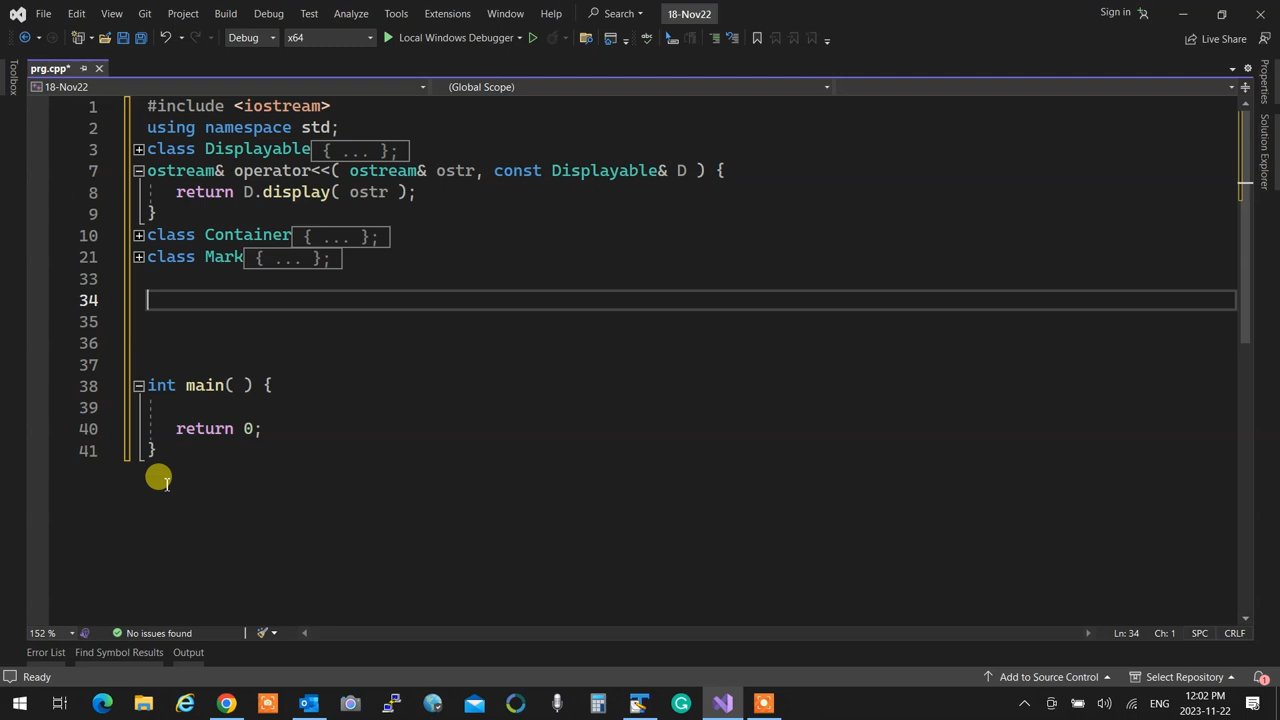 File Edit View Git Project Build Debug Test Analyze Tools Extensions Window Help Search 18-Nov22 Sign in
Debug x64 Local Windows Debugger Live Share
Toolbox
prg.cpp*
18-Nov22 (Global Scope)
1 #include <iostream>
2 using namespace std;
3 class Displayable { ... };
7 ostream& operator<<( ostream& ostr, const Displayable& D ) {
8 return D.display( ostr );
9 }
10 class Container { ... };
21 class Mark { ... };
33
34
35
36
37
38 int main( ) {
39
40 return 0;
41 }
Properties
Solution Explorer
152 % No issues found Ln: 34 Ch: 1 SPC CRLF
Error List Find Symbol Results Output
Ready Add to Source Control Select Repository 1
ENG 12:02 PM
2023-11-22